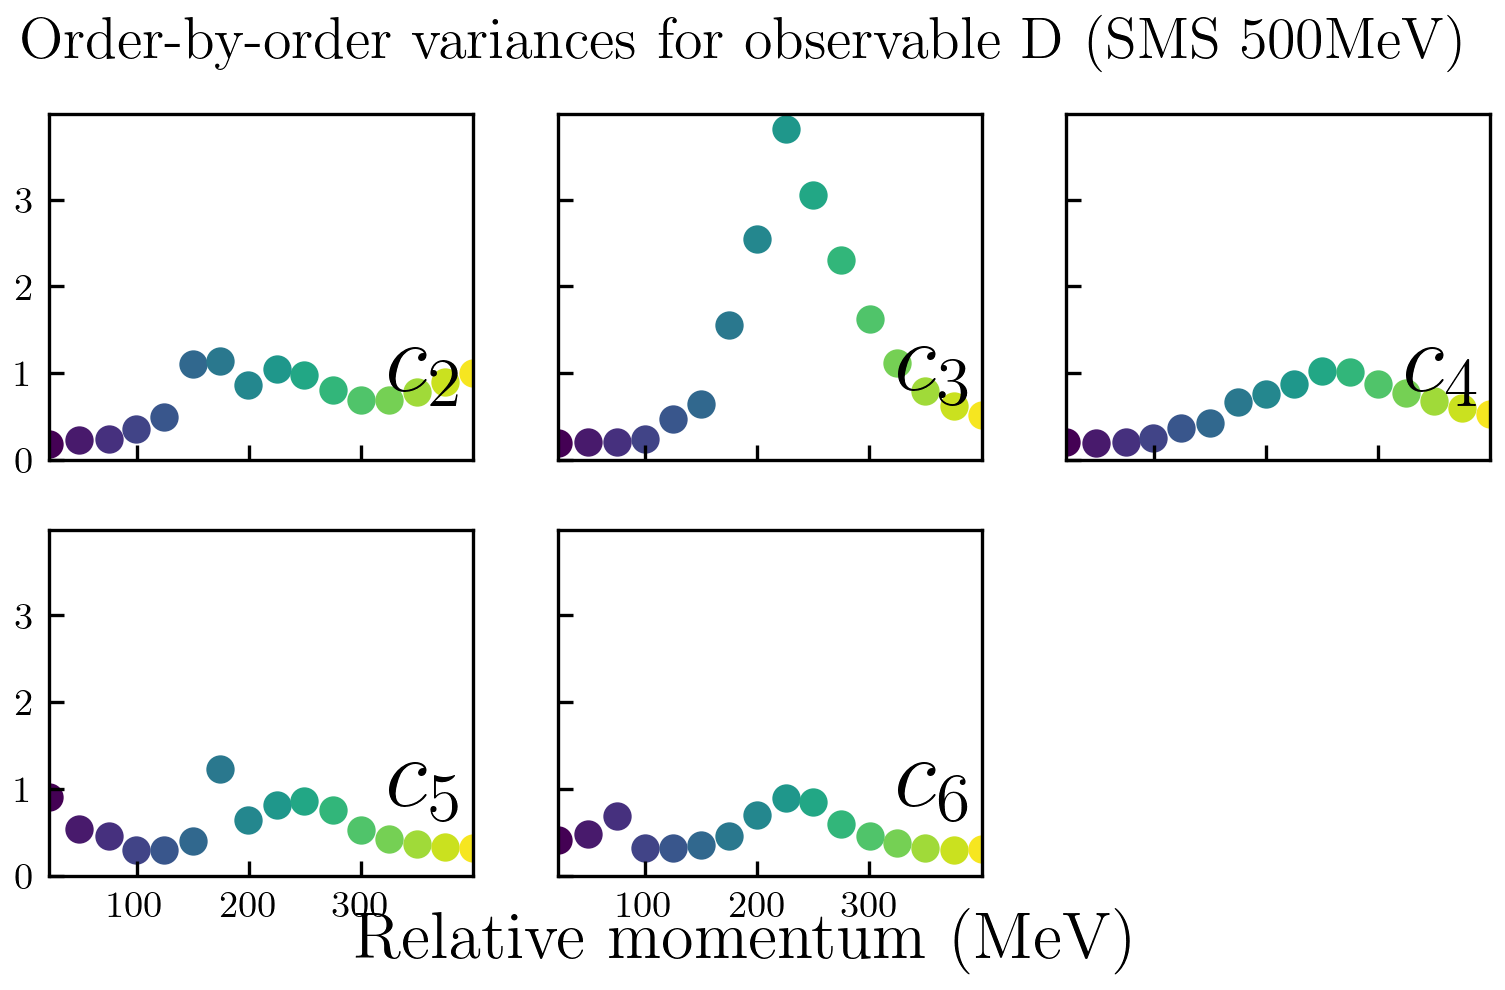 Order-by-order variances for observable D (SMS 500MeV)
3
2
1
0
c2
c3
c4
3
2
1
0
c5
c6
100 200 300
100 200 300
Relative momentum (MeV)